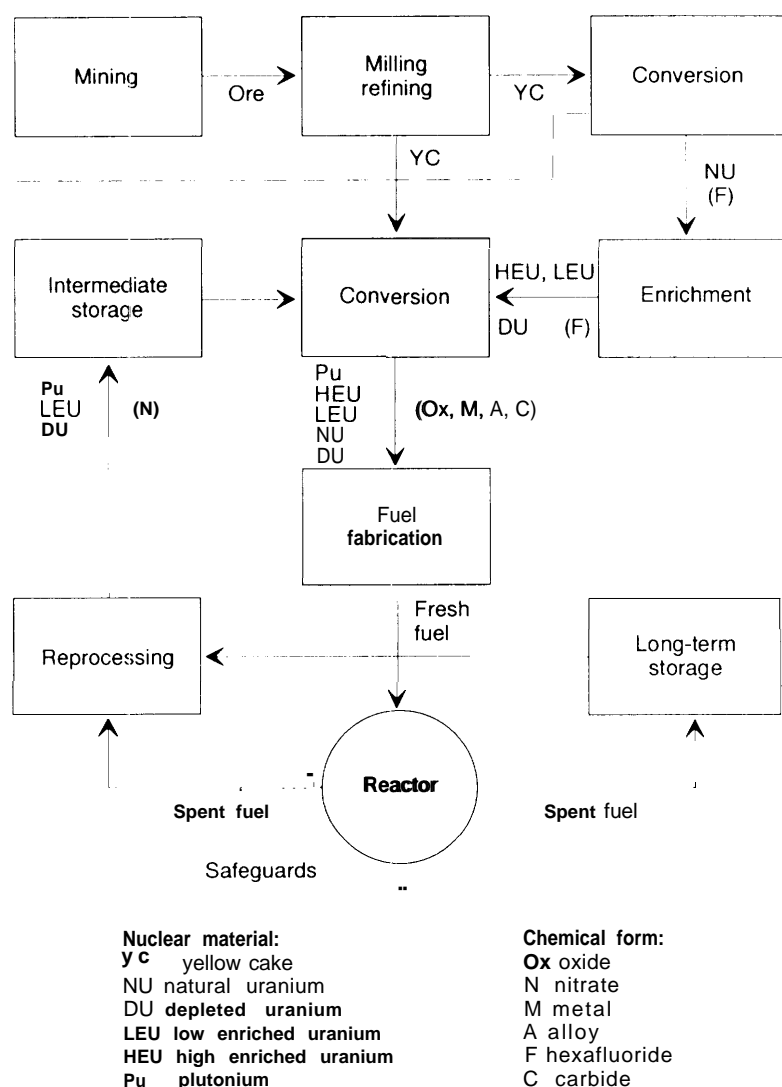 Mining
Ore
Milling
refining
YC
Conversion
YC
NU
(F)
Intermediate
storage
Conversion
HEU, LEU
DU (F)
Enrichment
Pu
LEU (N)
DU
Pu
HEU
LEU
NU
DU
(Ox, M, A, C)
Fuel
fabrication
Fresh
fuel
Reprocessing
Long-term
storage
Reactor
Spent fuel
Spent fuel
Safeguards
Nuclear material:
yc yellow cake
NU natural uranium
DU depleted uranium
LEU low enriched uranium
HEU high enriched uranium
Pu plutonium
Chemical form:
Ox oxide
N nitrate
M metal
A alloy
F hexafluoride
C carbide